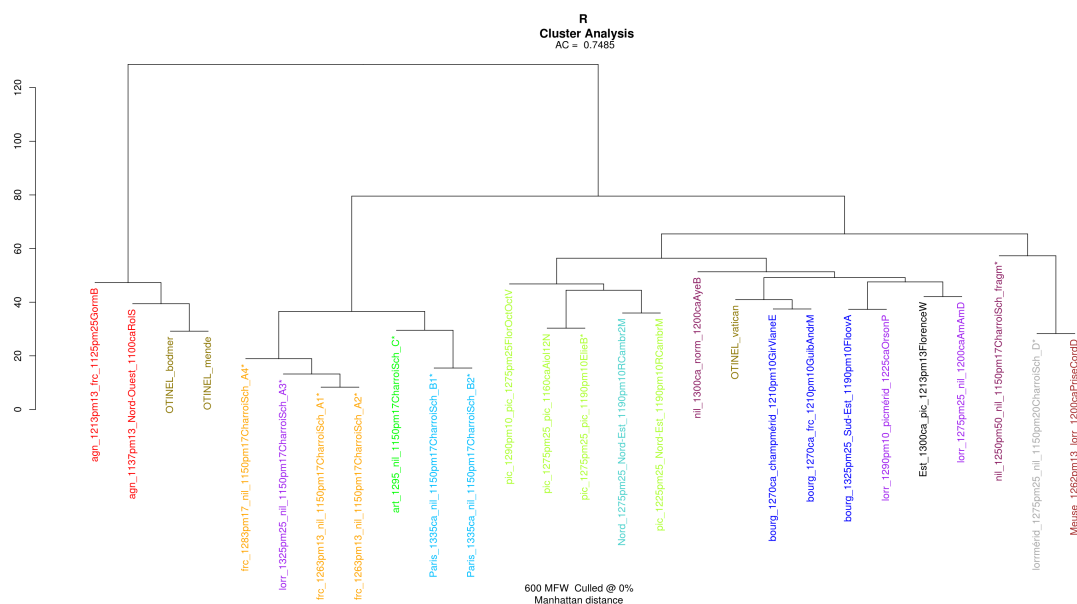 R
Cluster Analysis
AC = 0.7485
0
20
40
60
80
100
120
agn_1213pm13_frc_1125pm25GormB
agn_1137pm13_Nord-Ouest_1100caRolS
OTINEL_bodmer
OTINEL_mende
frc_1283pm17_nil_1150pm17CharroiSch_A4*
lorr_1325pm25_nil_1150pm17CharroiSch_A3*
frc_1263pm13_nil_1150pm17CharroiSch_A1*
frc_1263pm13_nil_1150pm17CharroiSch_A2*
art_1295_nil_1150pm17CharroiSch_C*
Paris_1335ca_nil_1150pm17CharroiSch_B1*
Paris_1335ca_nil_1150pm17CharroiSch_B2*
pic_1290pm10_pic_1275pm25FlorOctOctV
pic_1275pm25_pic_1190caAiol12N
pic_1275pm25_pic_1190pm10ElieB*
Nord_1275pm25_Nord-Est_1190pm10RCambr2M
pic_1225pm25_Nord-Est_1190pm10RCambrM
nil_1300ca_norm_1200caAyeB
OTINEL_vatican
bourg_1270ca_champmérid_1210pm10GirVianeE
bourg_1270ca_frc_1210pm10GuibAndrM
bourg_1325pm25_Sud-Est_1190pm10FloovA
lorr_1290pm10_picmérid_1225caOrsonP
Est_1300ca_pic_1213pm13FlorenceW
lorr_1275pm25_nil_1200caAmAmD
nil_1250pm50_nil_1150pm17CharroiSch_fragm*
lorrmérid_1275pm25_nil_1150pm20CharroiSch_D*
Meuse_1262pm13_lorr_1200caPriseCordD
600 MFW Culled @ 0%
Manhattan distance